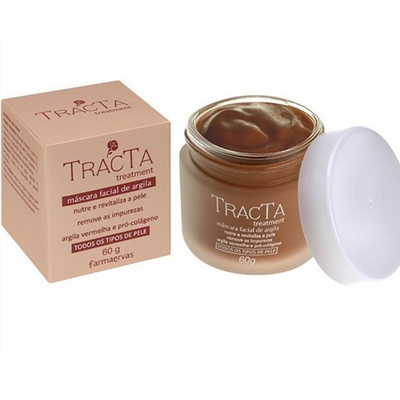 TRACTA
treatment
máscara facial de argila
nutre e revitaliza a pele
remove as impurezas
argila vermelha e pró-colágeno
TODOS OS TIPOS DE PELE
60 g
farmaervas
TRACTA
treatment
máscara facial de argila
nutre e revitaliza a pele
remove as impurezas
argila vermelha e pró-colágeno
TODOS OS TIPOS DE PELE
60g